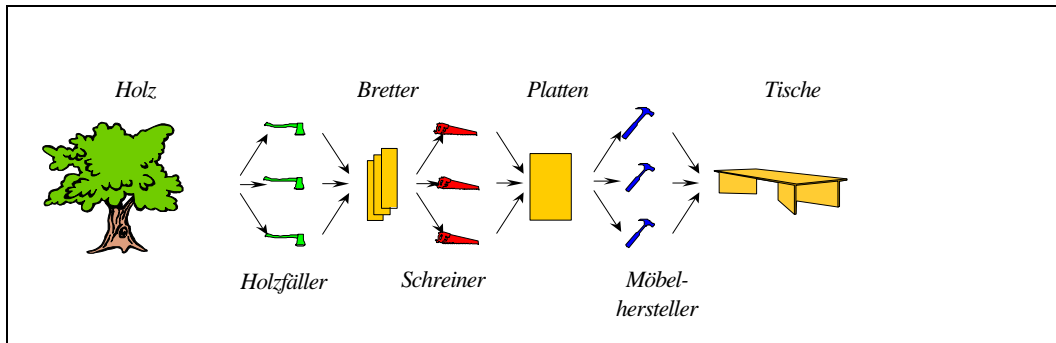 Holz
Bretter
Platten
Tische
Holzfäller
Schreiner
Möbel-
hersteller